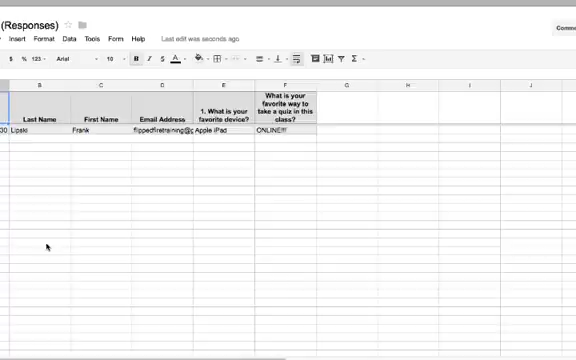 (Responses)
Comme
Insert Format Data Tools Form Help Last edit was seconds ago
$ % 123 Arial 10 B I S A Σ
B C D E F G H I J
Last Name First Name Email Address 1. What is your favorite device? What is your favorite way to take a quiz in this class?
30 Lipski Frank flippedfiretraining@g Apple iPad ONLINE!!!